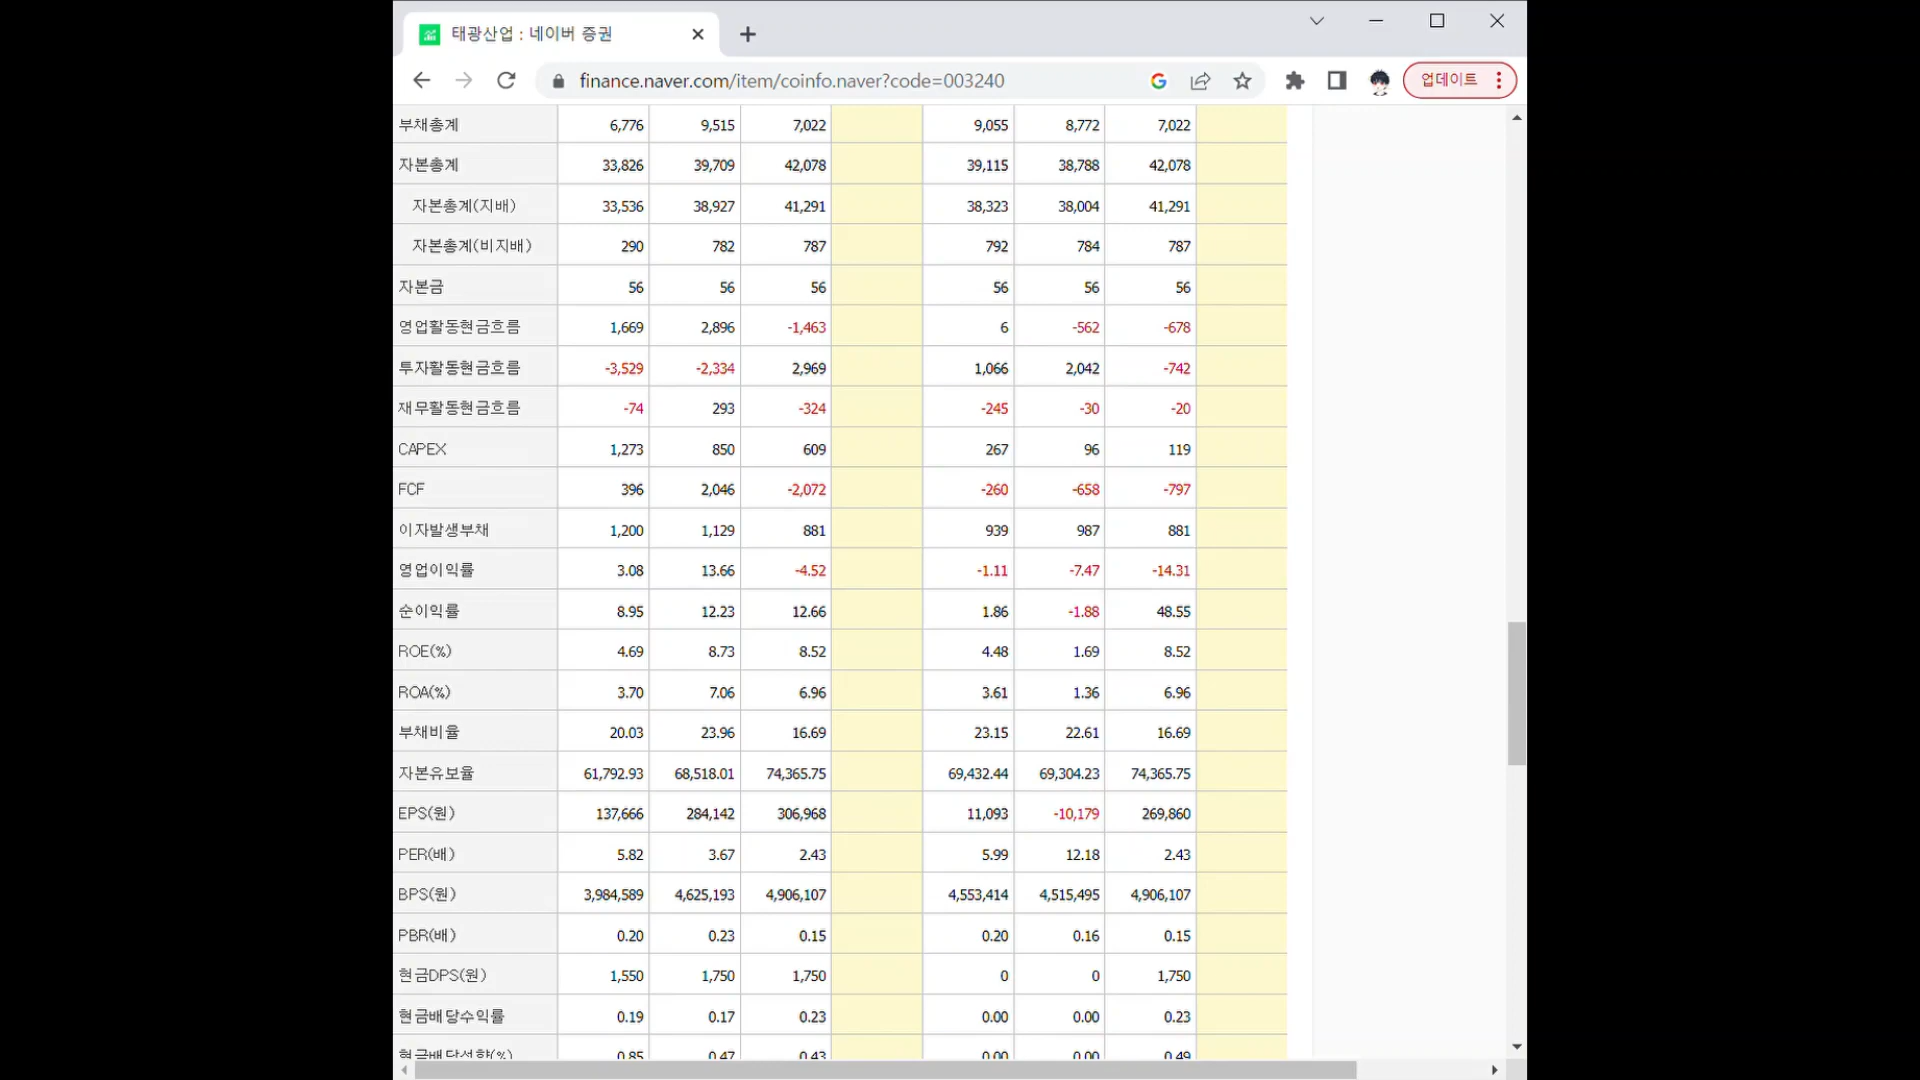 태광산업 : 네이버 증권
finance.naver.com/item/coinfo.naver?code=003240
업데이트
부채총계 6,776 9,515 7,022 9,055 8,772 7,022
자본총계 33,826 39,709 42,078 39,115 38,788 42,078
자본총계(지배) 33,536 38,927 41,291 38,323 38,004 41,291
자본총계(비지배) 290 782 787 792 784 787
자본금 56 56 56 56 56 56
영업활동현금흐름 1,669 2,896 -1,463 6 -562 -678
투자활동현금흐름 -3,529 -2,334 2,969 1,066 2,042 -742
재무활동현금흐름 -74 293 -324 -245 -30 -20
CAPEX 1,273 850 609 267 96 119
FCF 396 2,046 -2,072 -260 -658 -797
이자발생부채 1,200 1,129 881 939 987 881
영업이익률 3.08 13.66 -4.52 -1.11 -7.47 -14.31
순이익률 8.95 12.23 12.66 1.86 -1.88 48.55
ROE(%) 4.69 8.73 8.52 4.48 1.69 8.52
ROA(%) 3.70 7.06 6.96 3.61 1.36 6.96
부채비율 20.03 23.96 16.69 23.15 22.61 16.69
자본유보율 61,792.93 68,518.01 74,365.75 69,432.44 69,304.23 74,365.75
EPS(원) 137,666 284,142 306,968 11,093 -10,179 269,860
PER(배) 5.82 3.67 2.43 5.99 12.18 2.43
BPS(원) 3,984,589 4,625,193 4,906,107 4,553,414 4,515,495 4,906,107
PBR(배) 0.20 0.23 0.15 0.20 0.16 0.15
현금DPS(원) 1,550 1,750 1,750 0 0 1,750
현금배당수익률 0.19 0.17 0.23 0.00 0.00 0.23
현금배당성향(%) 0.85 0.47 0.43 0.00 0.00 0.49